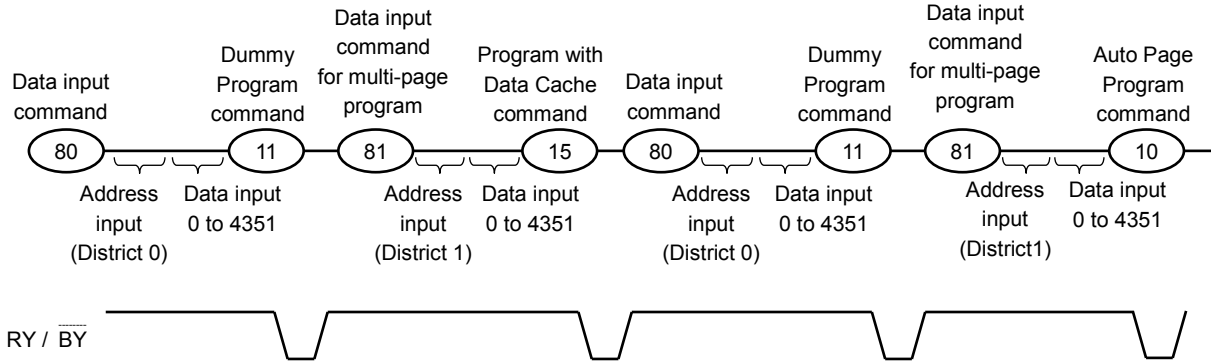 Data input
command
Dummy
Program
command
Data input
command
for multi-page
program
Program with
Data Cache
command
Data input
command
Dummy
Program
command
Data input
command
for multi-page
program
Auto Page
Program
command
80
11
81
15
80
11
81
10
Address
input
(District 0)
Data input
0 to 4351
Address
input
(District 1)
Data input
0 to 4351
Address
input
(District 0)
Data input
0 to 4351
Address
input
(District1)
Data input
0 to 4351
RY / BY